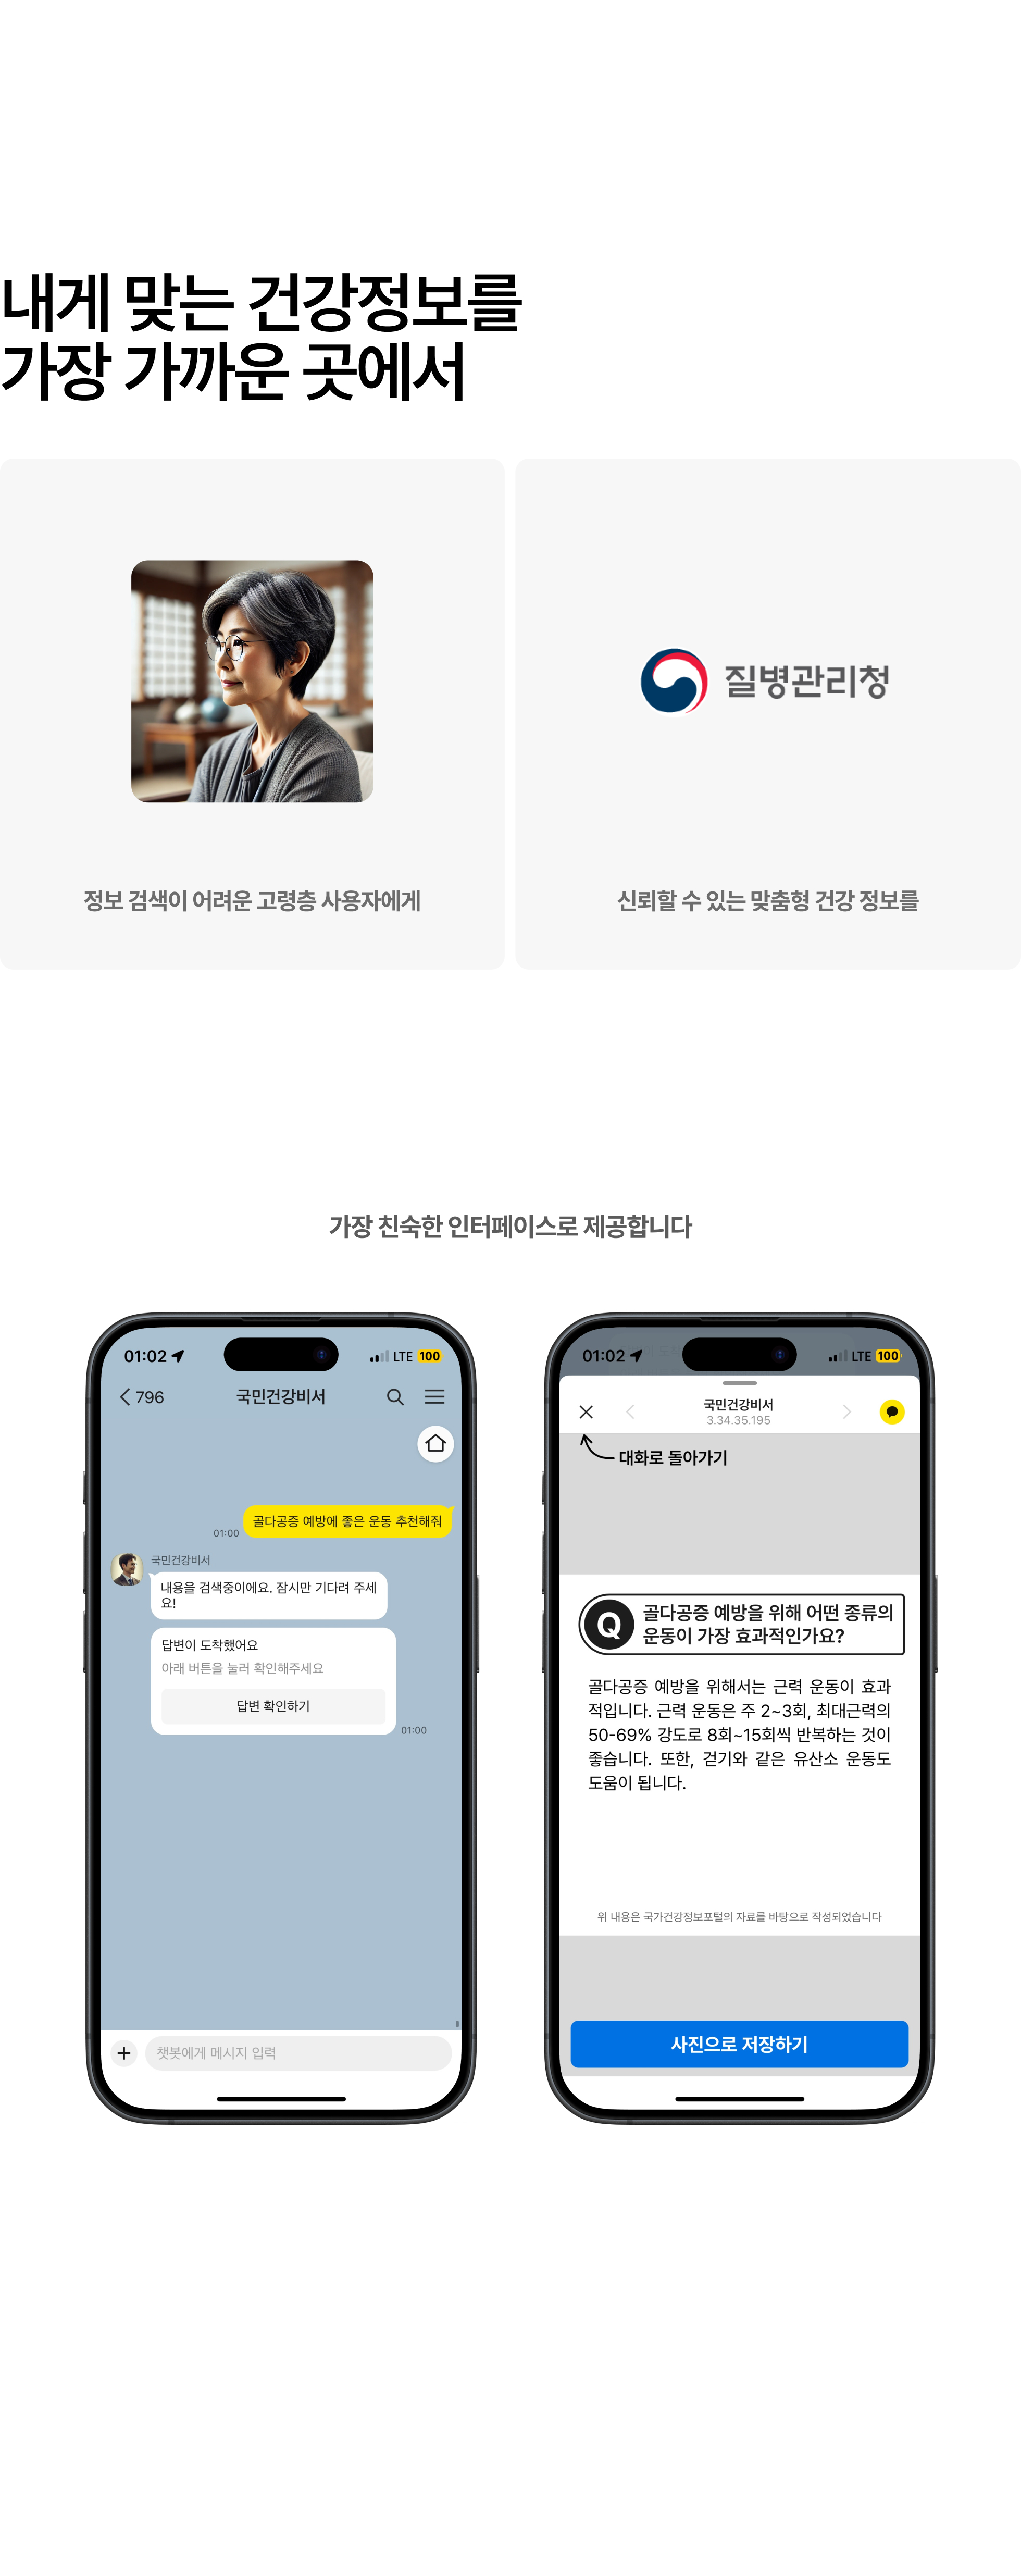 내게 맞는 건강정보를
가장 가까운 곳에서
질병관리청
정보 검색이 어려운 고령층 사용자에게
신뢰할 수 있는 맞춤형 건강 정보를
가장 친숙한 인터페이스로 제공합니다
01:02
LTE 100
796
국민건강비서
골다공증 예방에 좋은 운동 추천해줘
01:00
국민건강비서
내용을 검색중이에요. 잠시만 기다려 주세
요!
답변이 도착했어요
아래 버튼을 눌러 확인해주세요
답변 확인하기
01:00
챗봇에게 메시지 입력
01:02
LTE 100
국민건강비서
3.34.35.195
대화로 돌아가기
Q
골다공증 예방을 위해 어떤 종류의
운동이 가장 효과적인가요?
골다공증 예방을 위해서는 근력 운동이 효과
적입니다. 근력 운동은 주 2~3회, 최대근력의
50-69% 강도로 8회~15회씩 반복하는 것이
좋습니다. 또한, 걷기와 같은 유산소 운동도
도움이 됩니다.
위 내용은 국가건강정보포털의 자료를 바탕으로 작성되었습니다
사진으로 저장하기